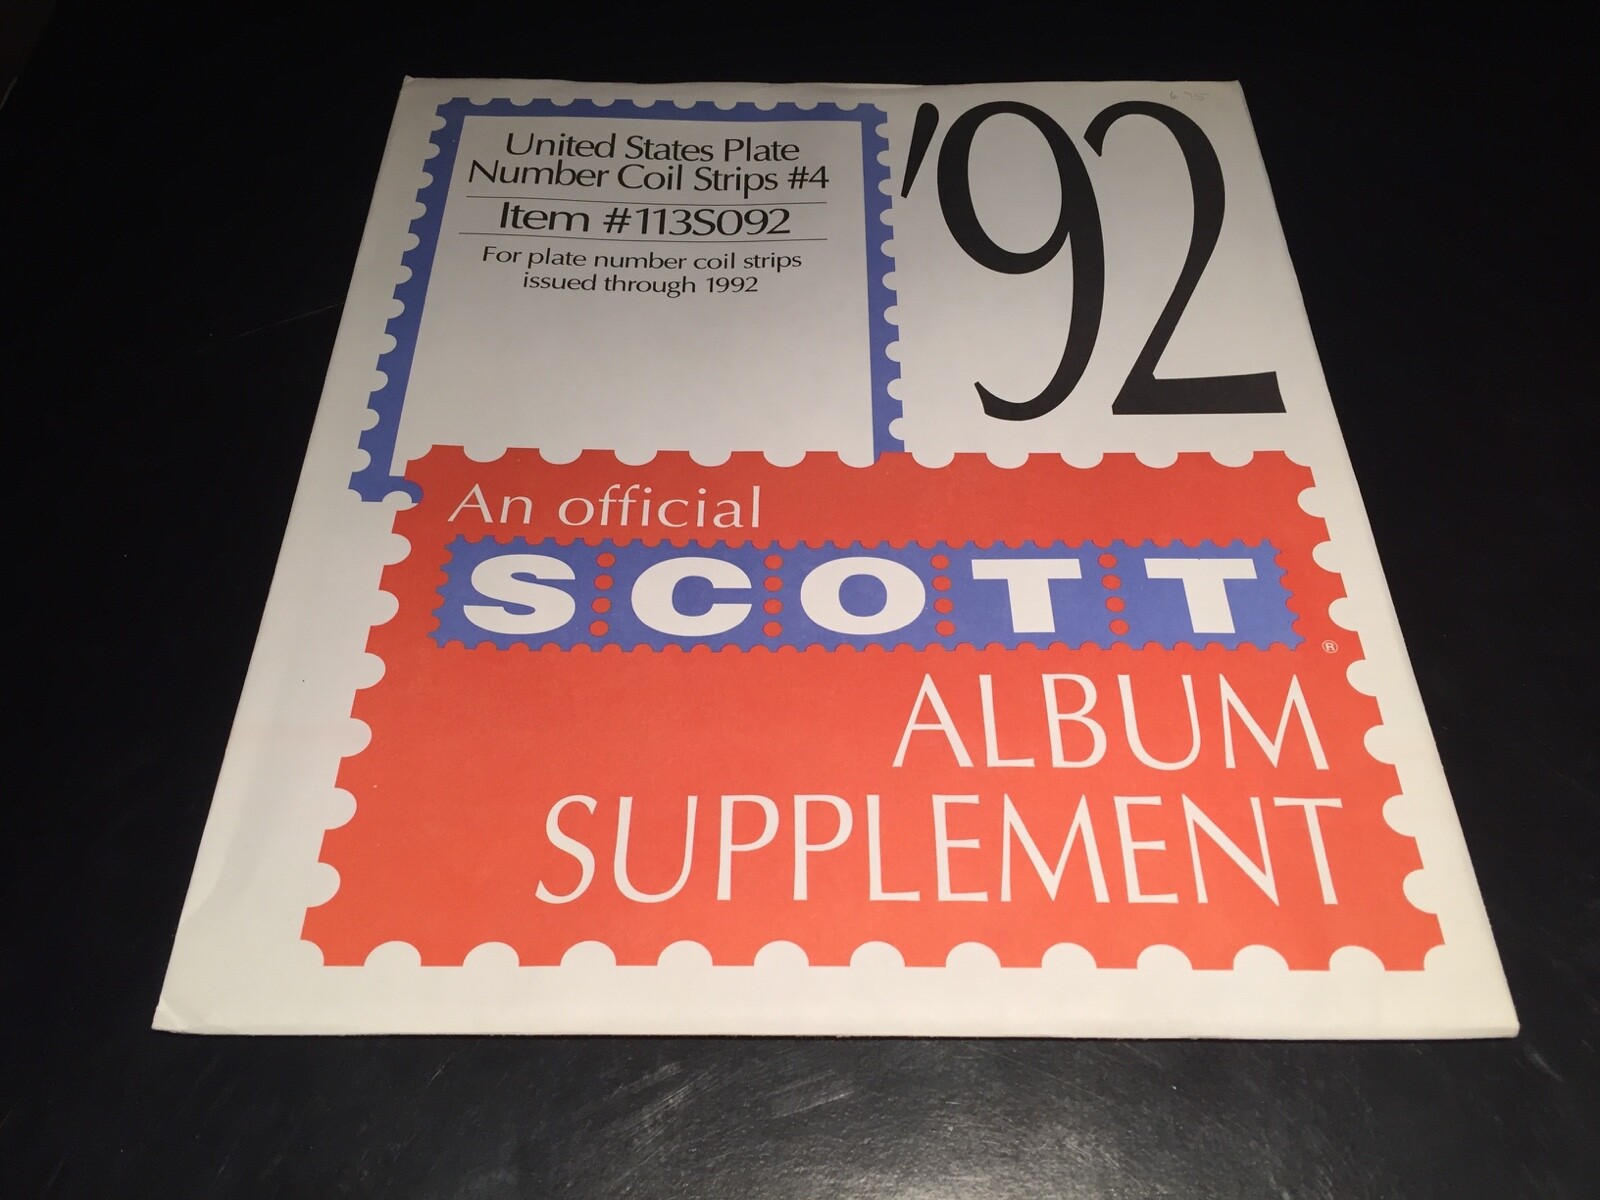 United States Plate
Number Coil Strips #4
Item #113S092
For plate number coil strips
issued through 1992
'92
An official
SCOTT
®
ALBUM
SUPPLEMENT